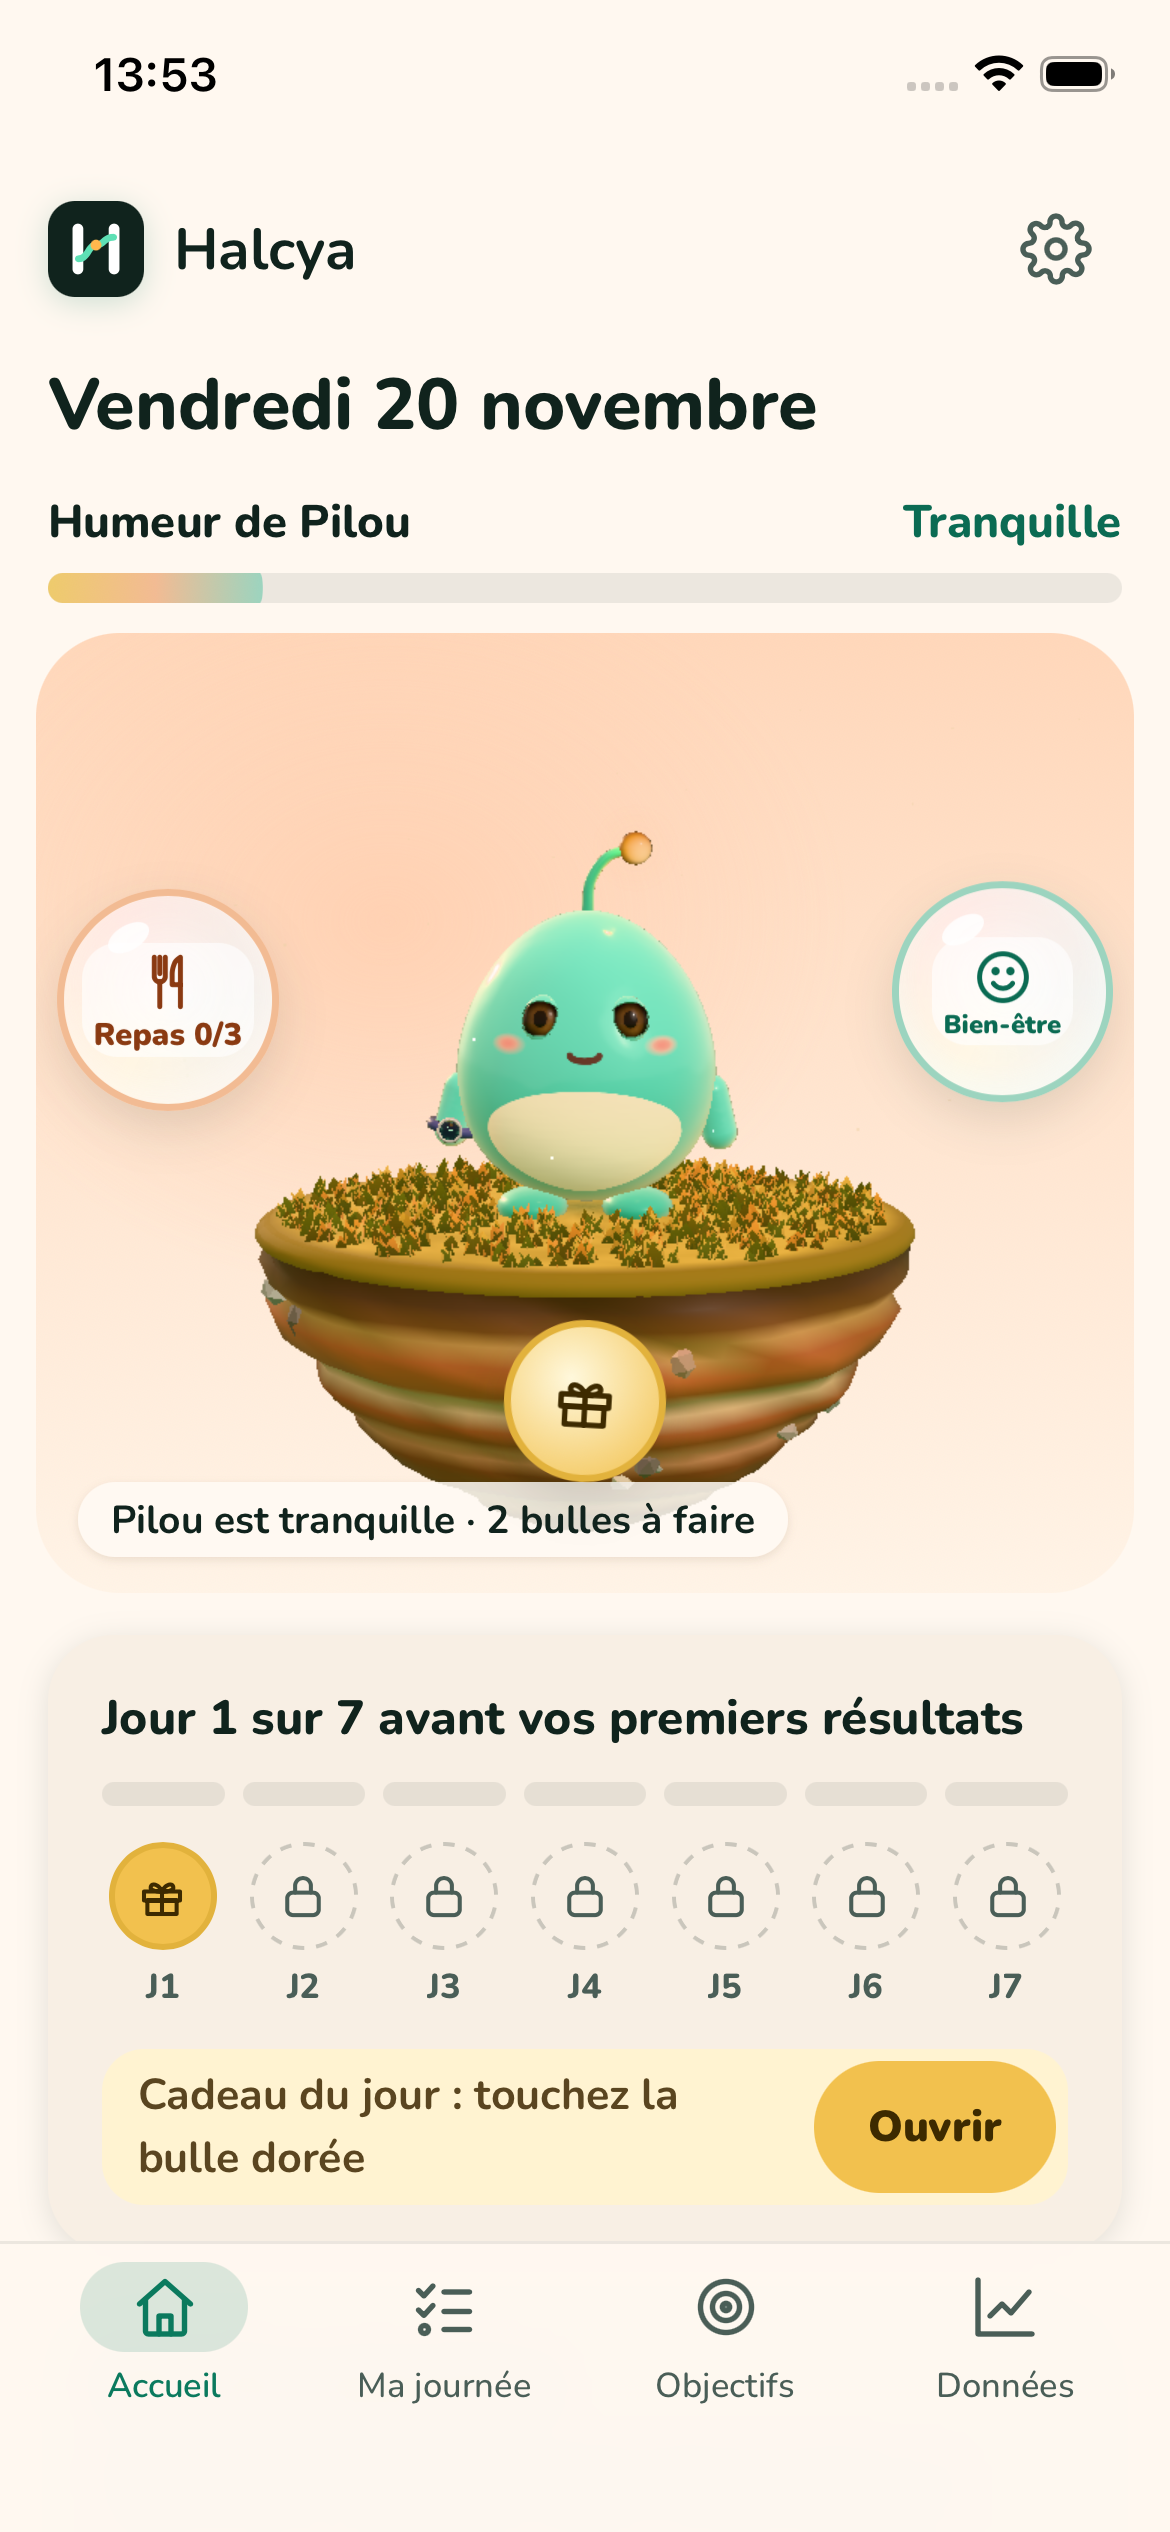 13:53
Halcya
Vendredi 20 novembre
Humeur de Pilou
Tranquille
Repas 0/3
Bien-être
Pilou est tranquille · 2 bulles à faire
Jour 1 sur 7 avant vos premiers résultats
J1
J2
J3
J4
J5
J6
J7
Cadeau du jour : touchez la
bulle dorée
Ouvrir
Accueil
Ma journée
Objectifs
Données